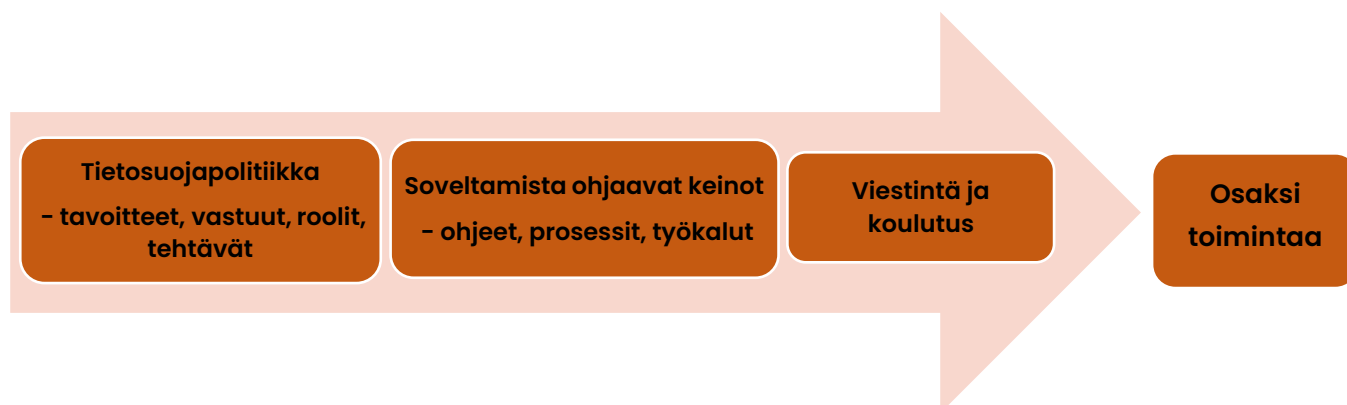 Tietosuojapolitiikka
– tavoitteet, vastuut, roolit,
tehtävät
Soveltamista ohjaavat keinot
– ohjeet, prosessit, työkalut
Viestintä ja
koulutus
Osaksi
toimintaa